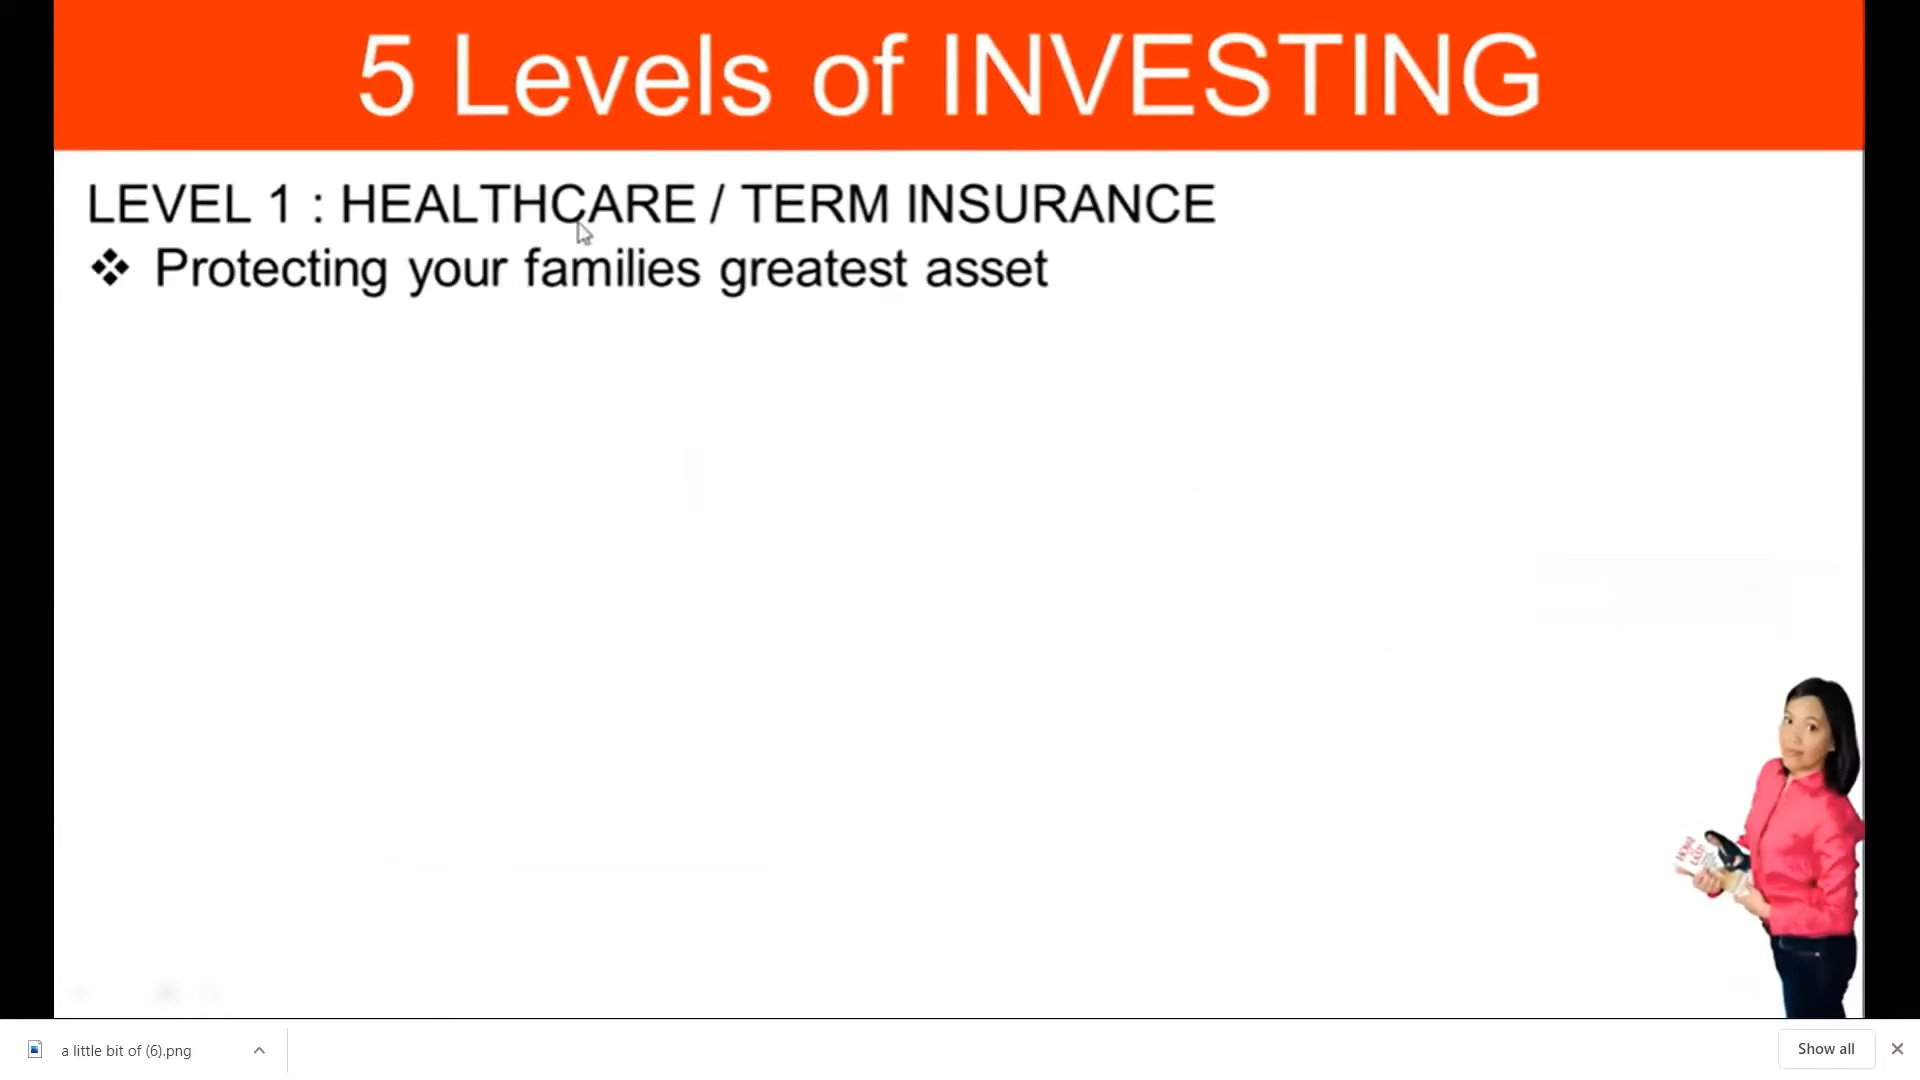 5 Levels of INVESTING
LEVEL 1 : HEALTHCARE / TERM INSURANCE
Protecting your families greatest asset
a little bit of (6).png
Show all